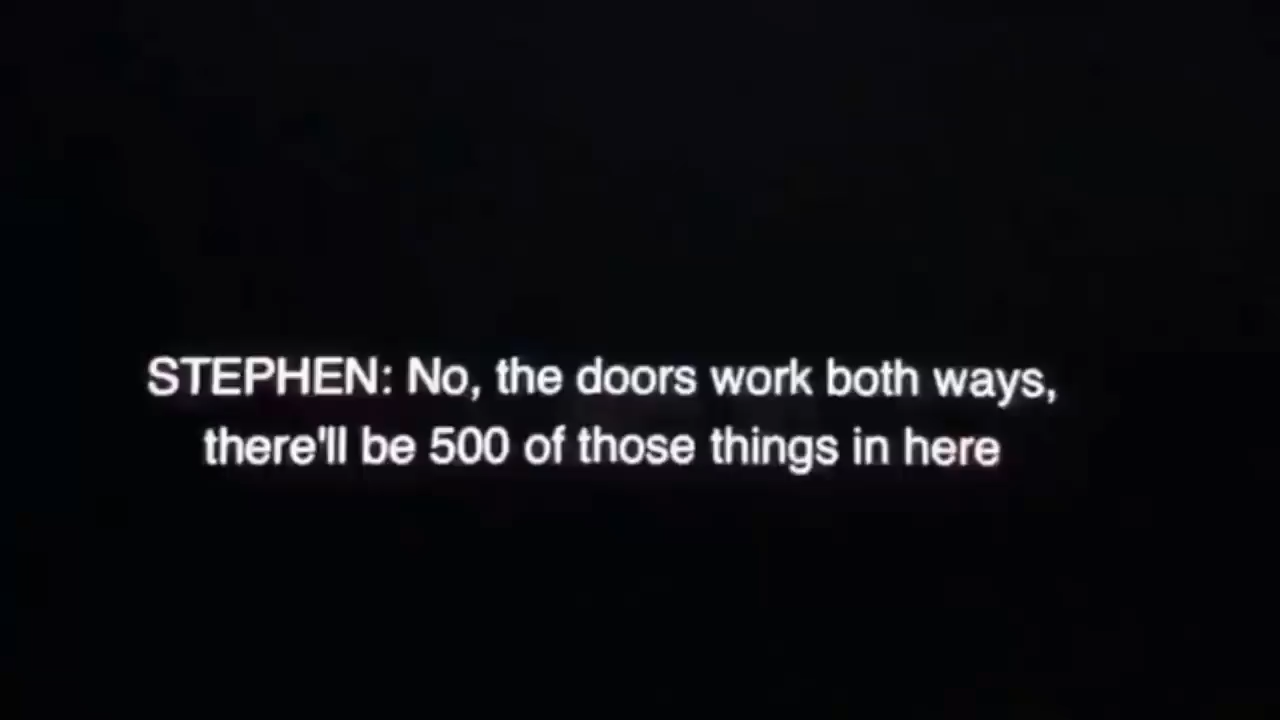 STEPHEN: No, the doors work both ways,
there'll be 500 of those things in here